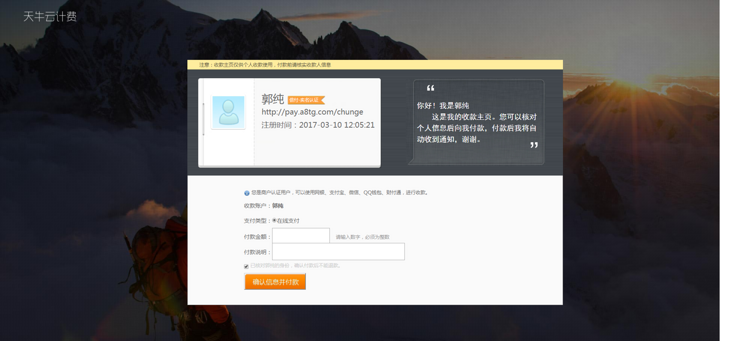 天牛云计费
注意：收款主页仅供个人收款使用，付款前请核实收款人信息
郭纯
http://pay.a8tg.com/chunge
注册时间：2017-03-10 12:05:21
“
你好！我是郭纯
这是我的收款主页。您可以核对
个人信息后向我付款，付款后我将自
动收到通知，谢谢。
”
您是商户认证用户，可以使用网银、支付宝、微信、QQ钱包、财付通；进行收款。
收款账户：郭纯
支付类型：在线支付
付款金额： 请输入数字，必须为整数
付款说明：
确认信息并付款